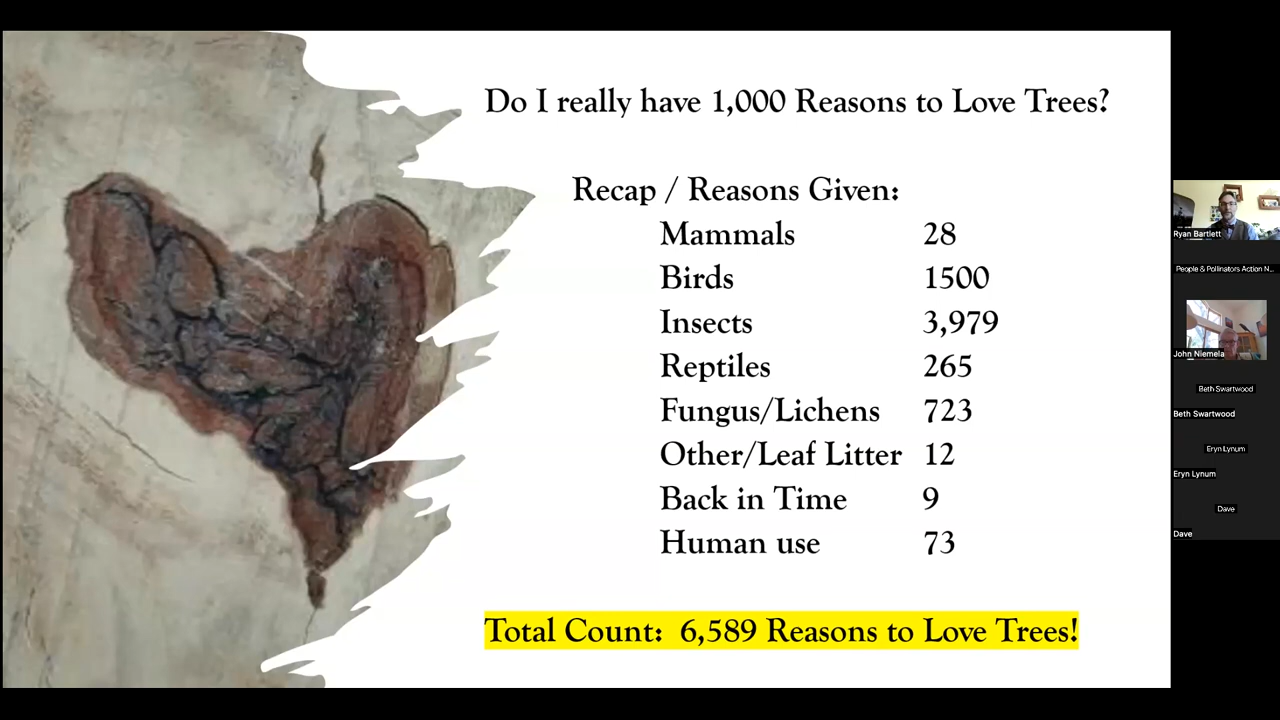 Do I really have 1,000 Reasons to Love Trees?
Recap / Reasons Given:
Mammals 28
Birds 1500
Insects 3,979
Reptiles 265
Fungus/Lichens 723
Other/Leaf Litter 12
Back in Time 9
Human use 73
Total Count: 6,589 Reasons to Love Trees!
Ryan Bartlett
People & Pollinators Action N...
John Niemela
Beth Swartwood
Beth Swartwood
Eryn Lynum
Eryn Lynum
Dave
Dave